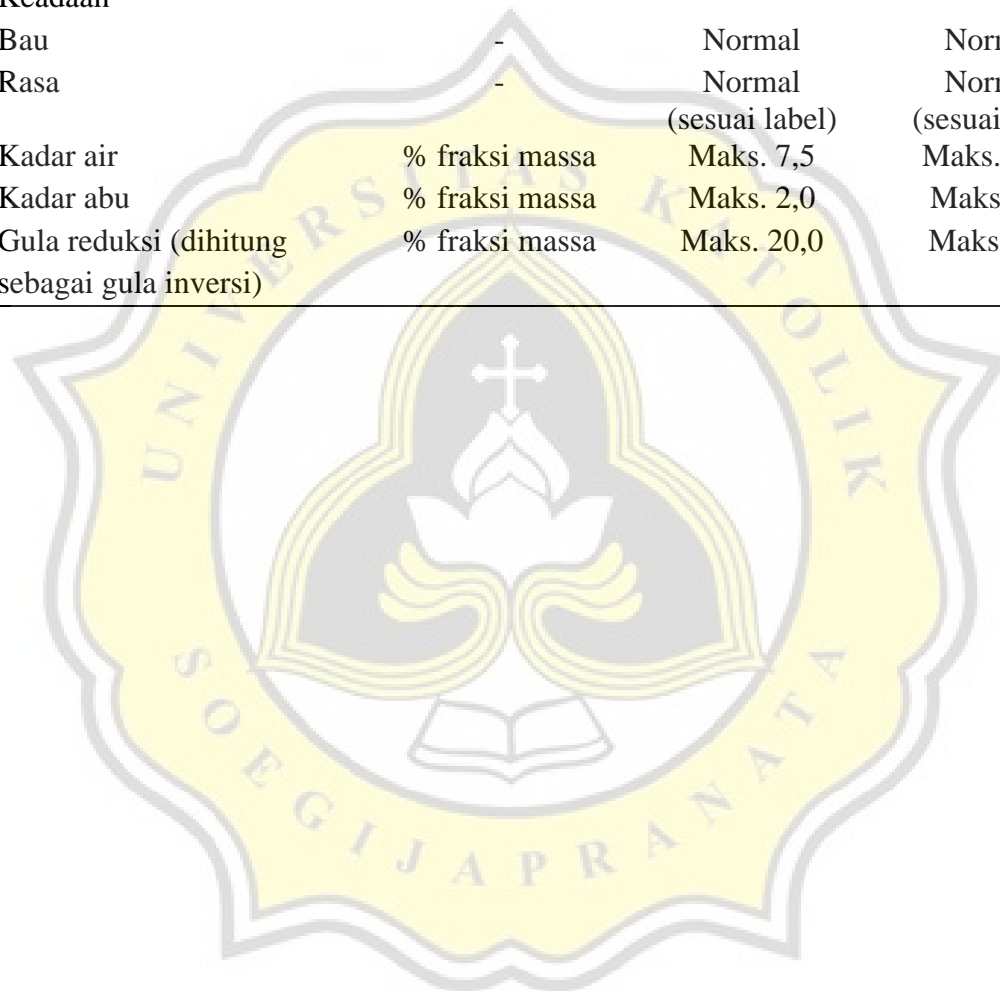 Keadaan
Bau - Normal
Rasa - Normal
(sesuai label) (sesuai
Kadar air % fraksi massa Maks. 7,5 Maks.
Kadar abu % fraksi massa Maks. 2,0 Maks
Gula reduksi (dihitung % fraksi massa Maks. 20,0 Maks
sebagai gula inversi)
UNIVERSITAS KATOLIK
SOEGIJAPRANATA